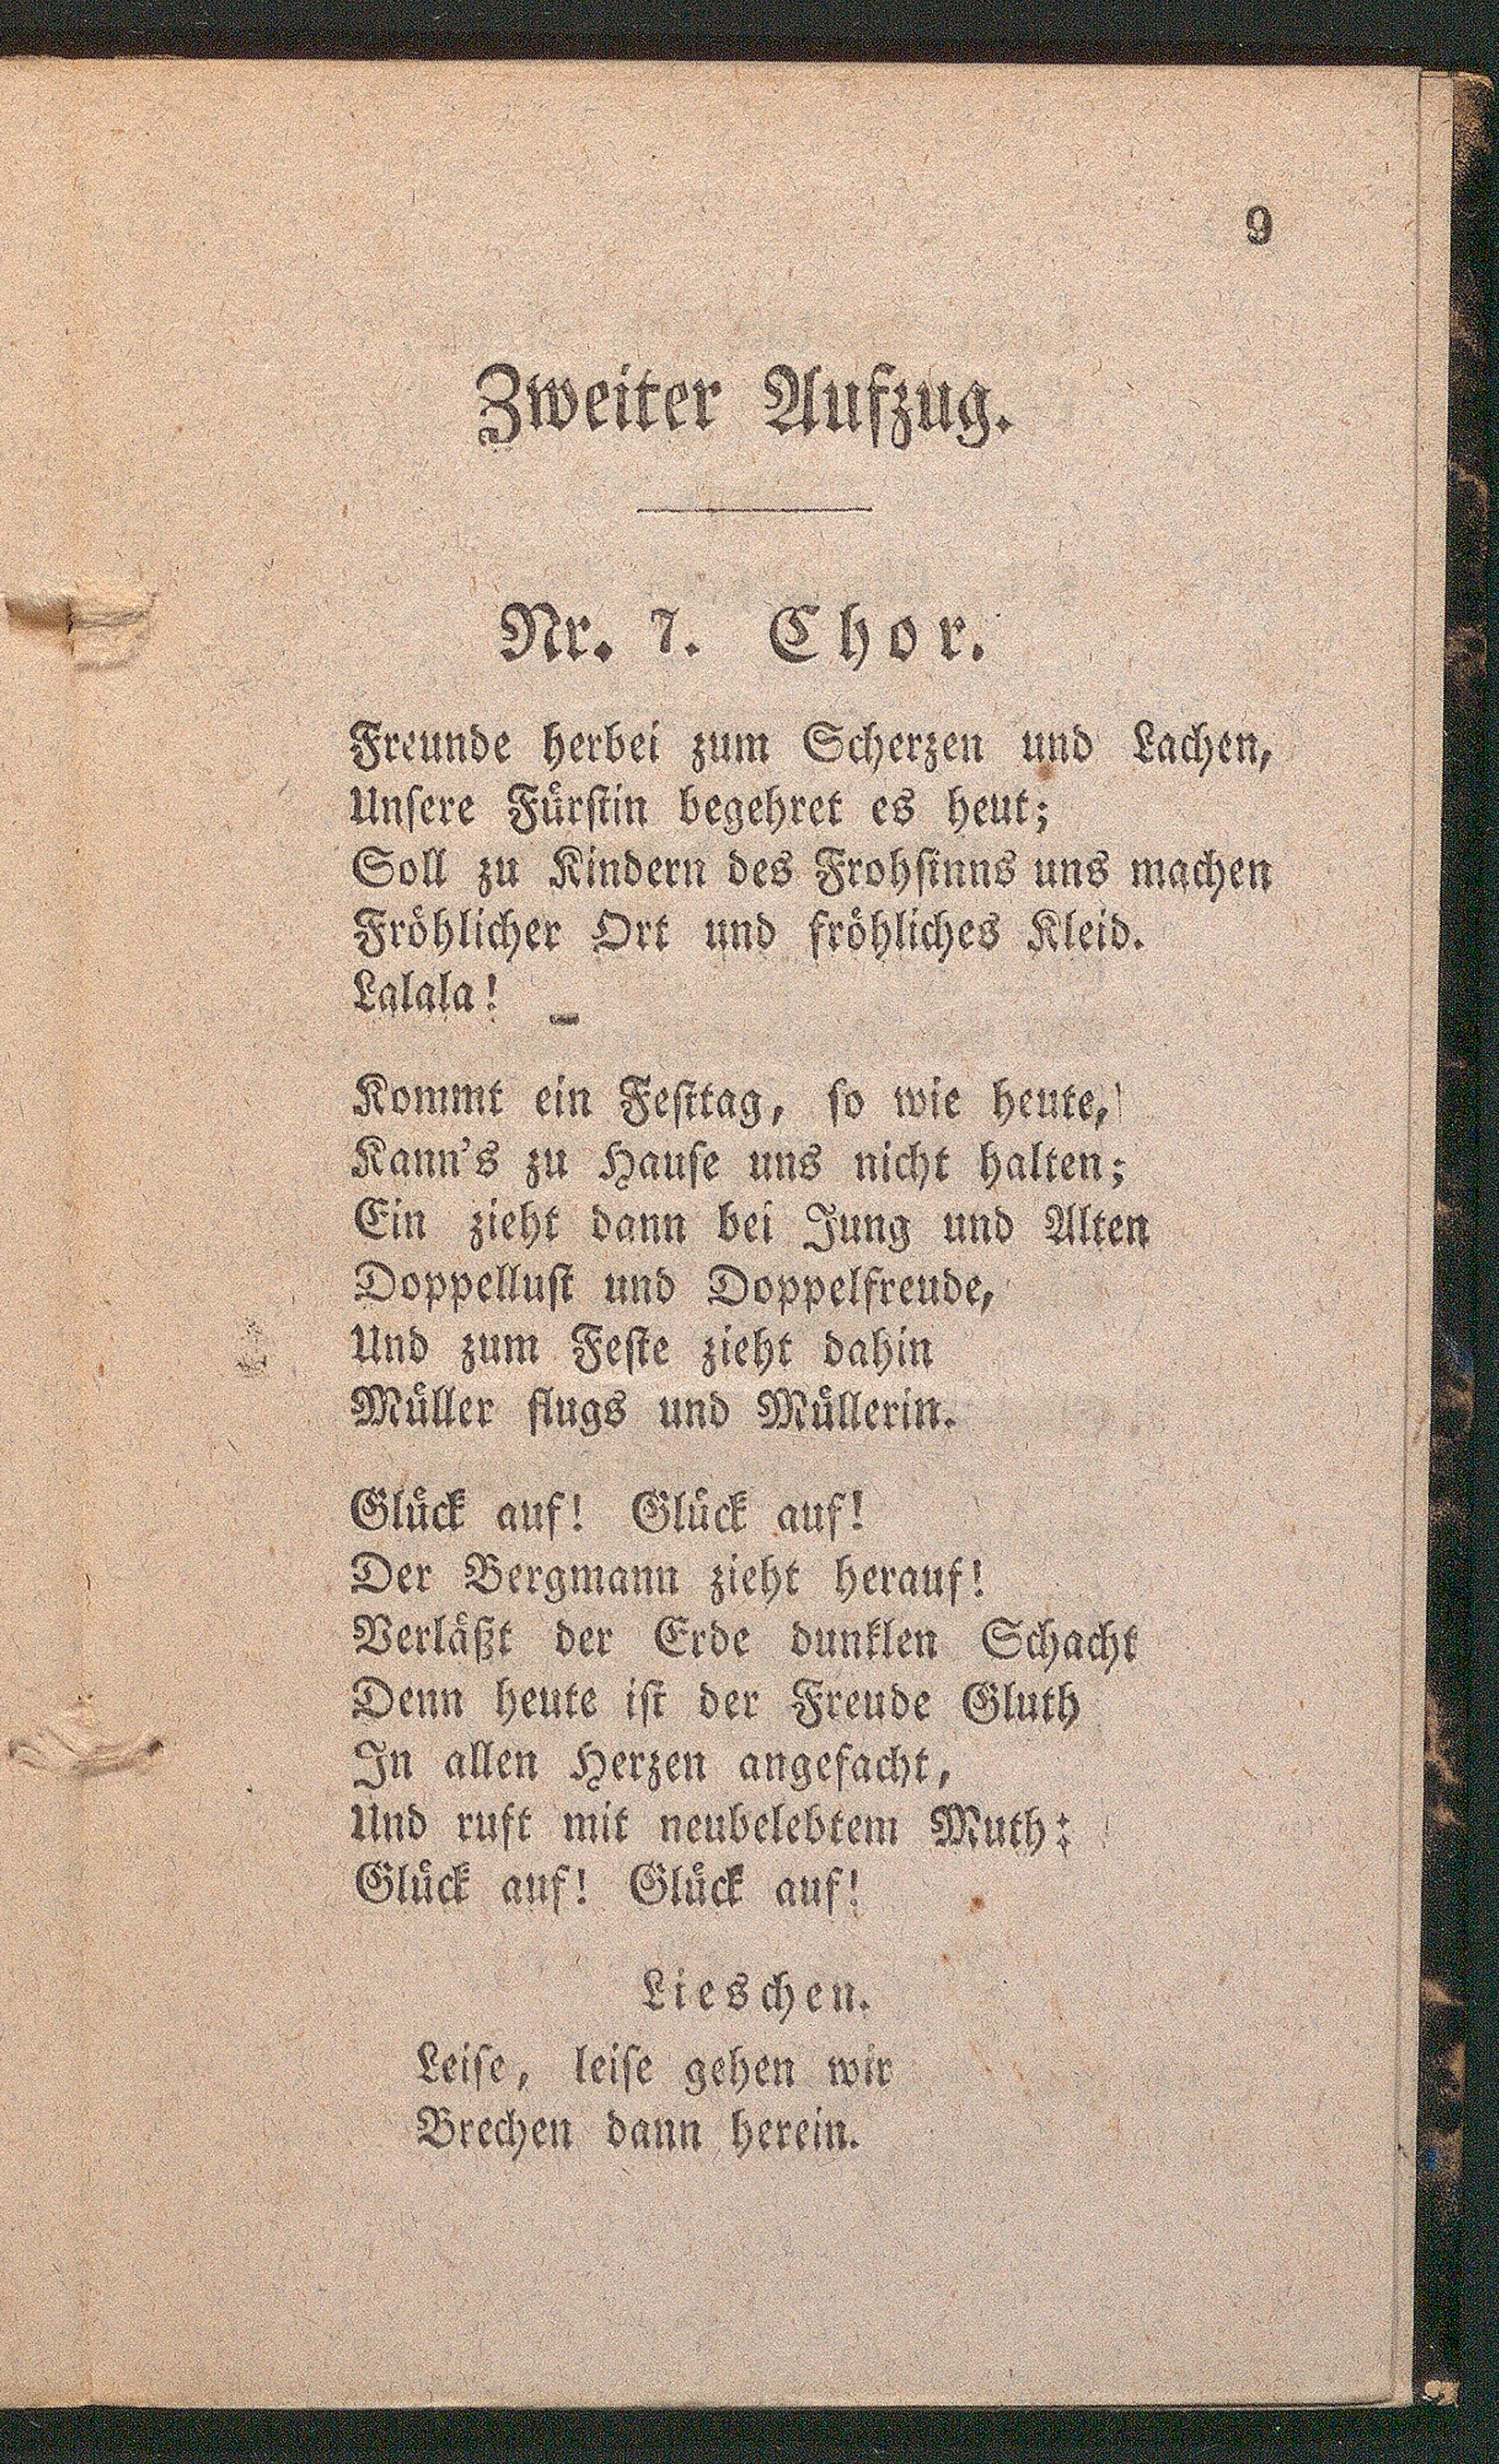 9
Zweiter Aufzug.
Nr. 7. Chor.
Freunde herbei zum Scherzen und Lachen,
Unsere Fürstin begehret es heut;
Soll zu Kindern des Frohsinns uns machen
Fröhlicher Ort und fröhliches Kleid.
Lalala!
Kommt ein Festtag, so wie heute,
Kann's zu Hause uns nicht halten;
Ein zieht dann bei Jung und Alten
Doppellust und Doppelfreude,
Und zum Feste zieht dahin
Müller flugs und Müllerin.
Glück auf! Glück auf!
Der Bergmann zieht herauf!
Verläßt der Erde dunklen Schacht
Denn heute ist der Freude Gluth
In allen Herzen angefacht,
Und ruft mit neubelebtem Muth:
Glück auf! Glück auf!
Lieschen.
Leise, leise gehen wir
Brechen dann herein.